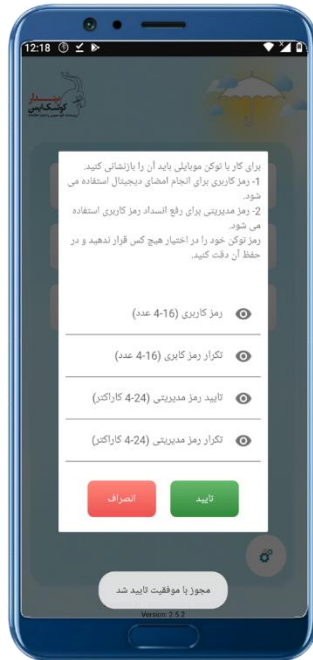 12:18
پندار
کوشک ایمن
برای کار با توکن موبایلی باید آن را بازنشانی کنید.
1- رمز کاربری برای انجام امضای دیجیتال استفاده می
شود.
2- رمز مدیریتی برای رفع انسداد رمز کاربری استفاده
می شود.
رمز توکن خود را در اختیار هیچ کس قرار ندهید و در
حفظ آن دقت کنید.
رمز کاربری (16-4 عدد)
تکرار رمز کابری (16-4 عدد)
تایید رمز مدیریتی (24-4 کاراکتر)
تکرار رمز مدیریتی (24-4 کاراکتر)
تایید
انصراف
مجوز با موفقیت تایید شد
Version: 2.5.2